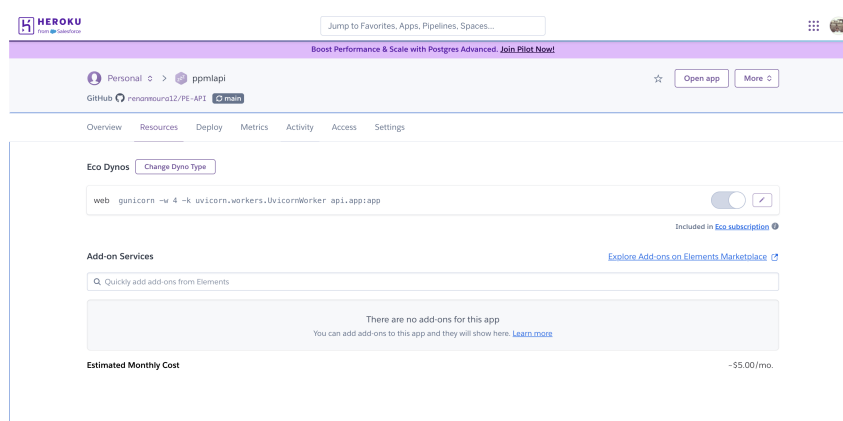 HEROKU
from Salesforce
Jump to Favorites, Apps, Pipelines, Spaces...
Boost Performance & Scale with Postgres Advanced. Join Pilot Now!
Personal > ppmlapi
Open app
More
GitHub renanmoura12/PE-API main
Overview Resources Deploy Metrics Activity Access Settings
Eco Dynos Change Dyno Type
web gunicorn -w 4 -k uvicorn.workers.UvicornWorker api.app:app
Included in Eco subscription
Add-on Services
Explore Add-ons on Elements Marketplace
Quickly add add-ons from Elements
There are no add-ons for this app
You can add add-ons to this app and they will show here. Learn more
Estimated Monthly Cost
~$5.00/mo.